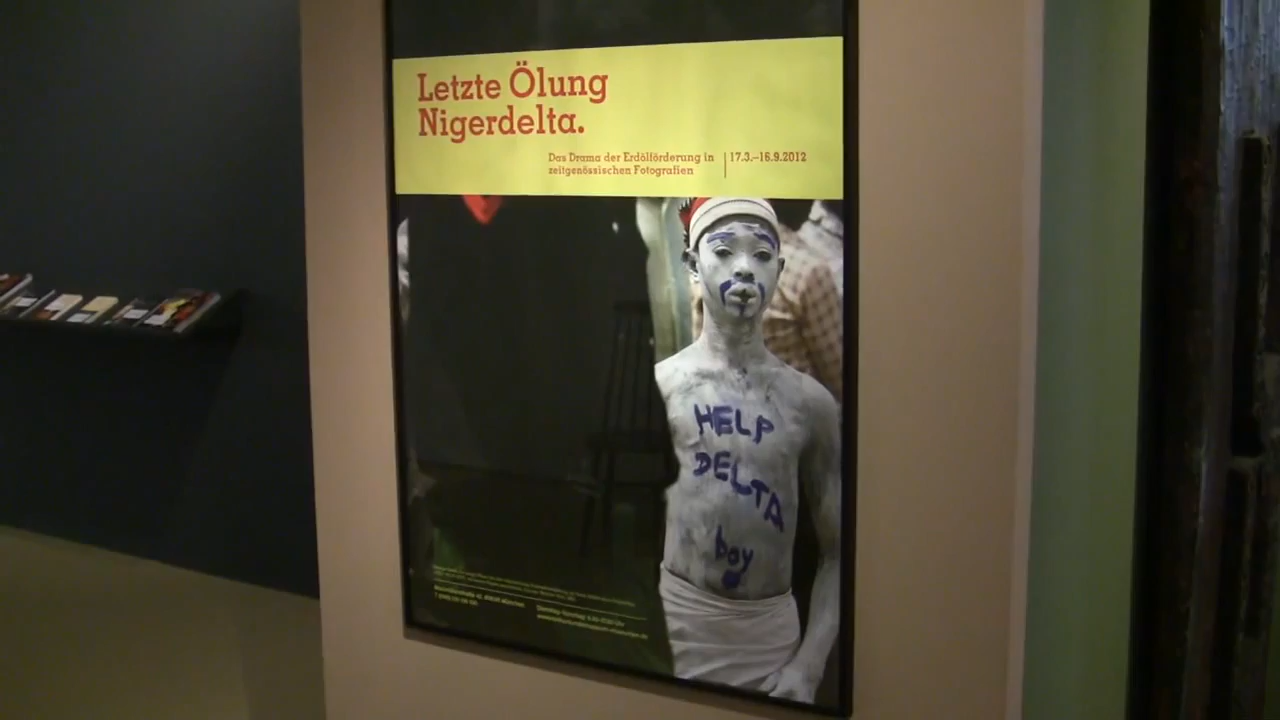 Letzte Ölung
Nigerdelta.
Das Drama der Erdölförderung in
zeitgenössischen Fotografien
17.3.–16.9.2012
HELP
DELTA
boy